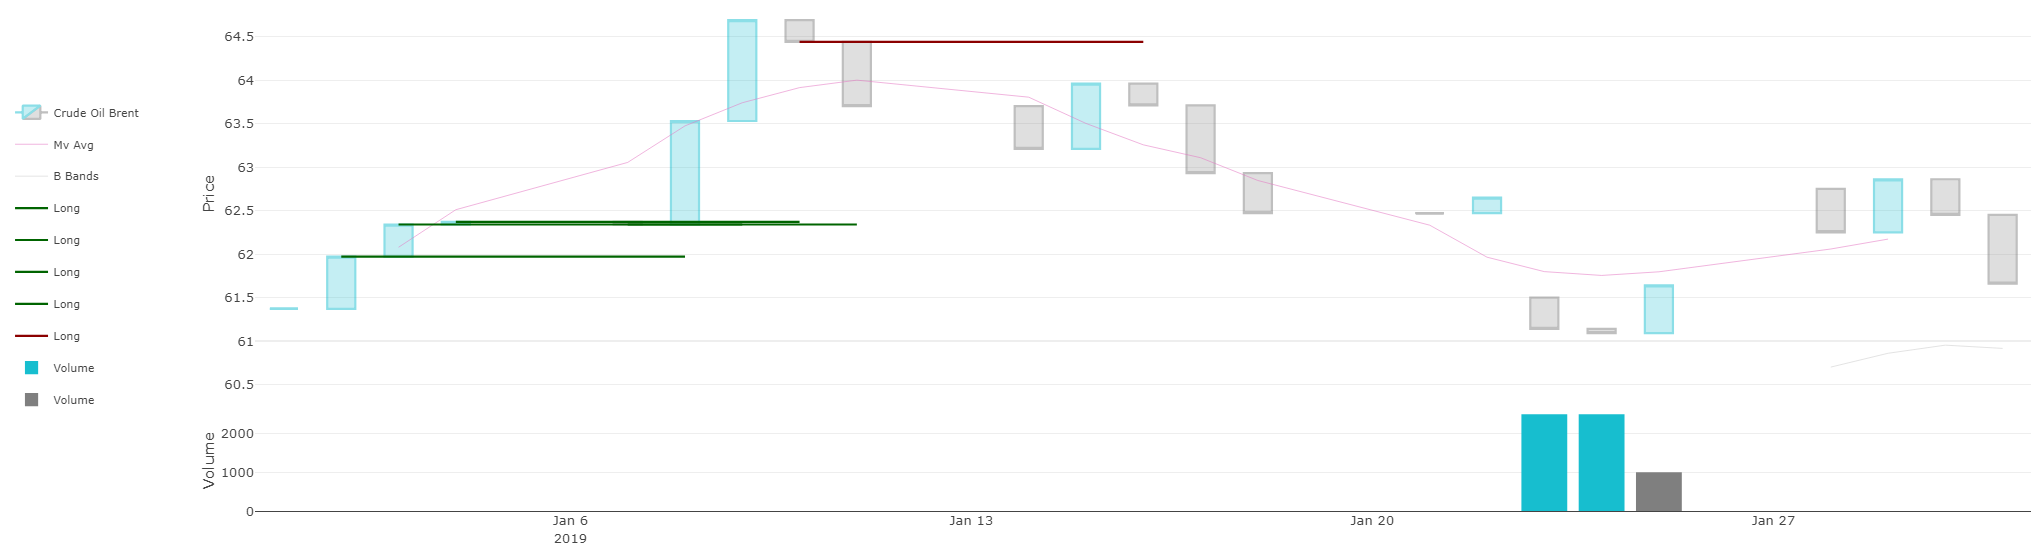 Crude Oil Brent
Mv Avg
B Bands
Long
Long
Long
Long
Long
Volume
Volume
Price
64.5
64
63.5
63
62.5
62
61.5
61
60.5
Volume
2000
1000
0
Jan 6
2019
Jan 13
Jan 20
Jan 27